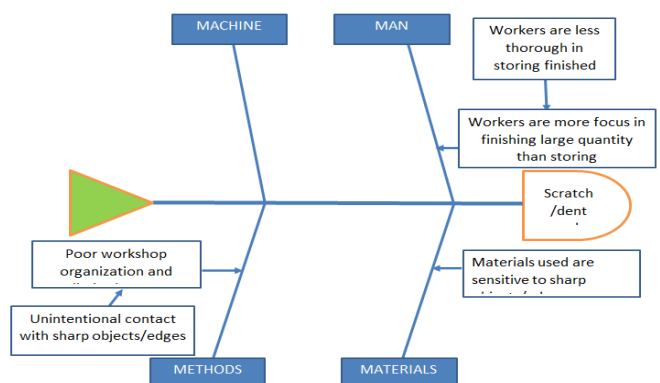 MACHINE
MAN
Workers are less
thorough in
storing finished
Workers are more focus in
finishing large quantity
than storing
Scratch
/dent
Poor workshop
organization and
Unintentional contact
with sharp objects/edges
Materials used are
sensitive to sharp
METHODS
MATERIALS